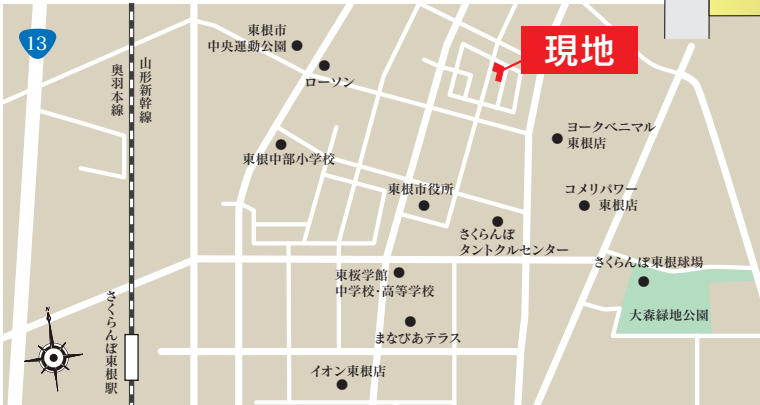 13
東根市
中央運動公園
ローソン
現地
山形新幹線
奥羽本線
ヨークベニマル
東根店
東根中部小学校
東根市役所
コメリパワー
東根店
さくらんぼ
タントクルセンター
さくらんぼ東根球場
東桜学館
中学校・高等学校
さくらんぼ東根駅
大森緑地公園
まなびあテラス
イオン東根店
N